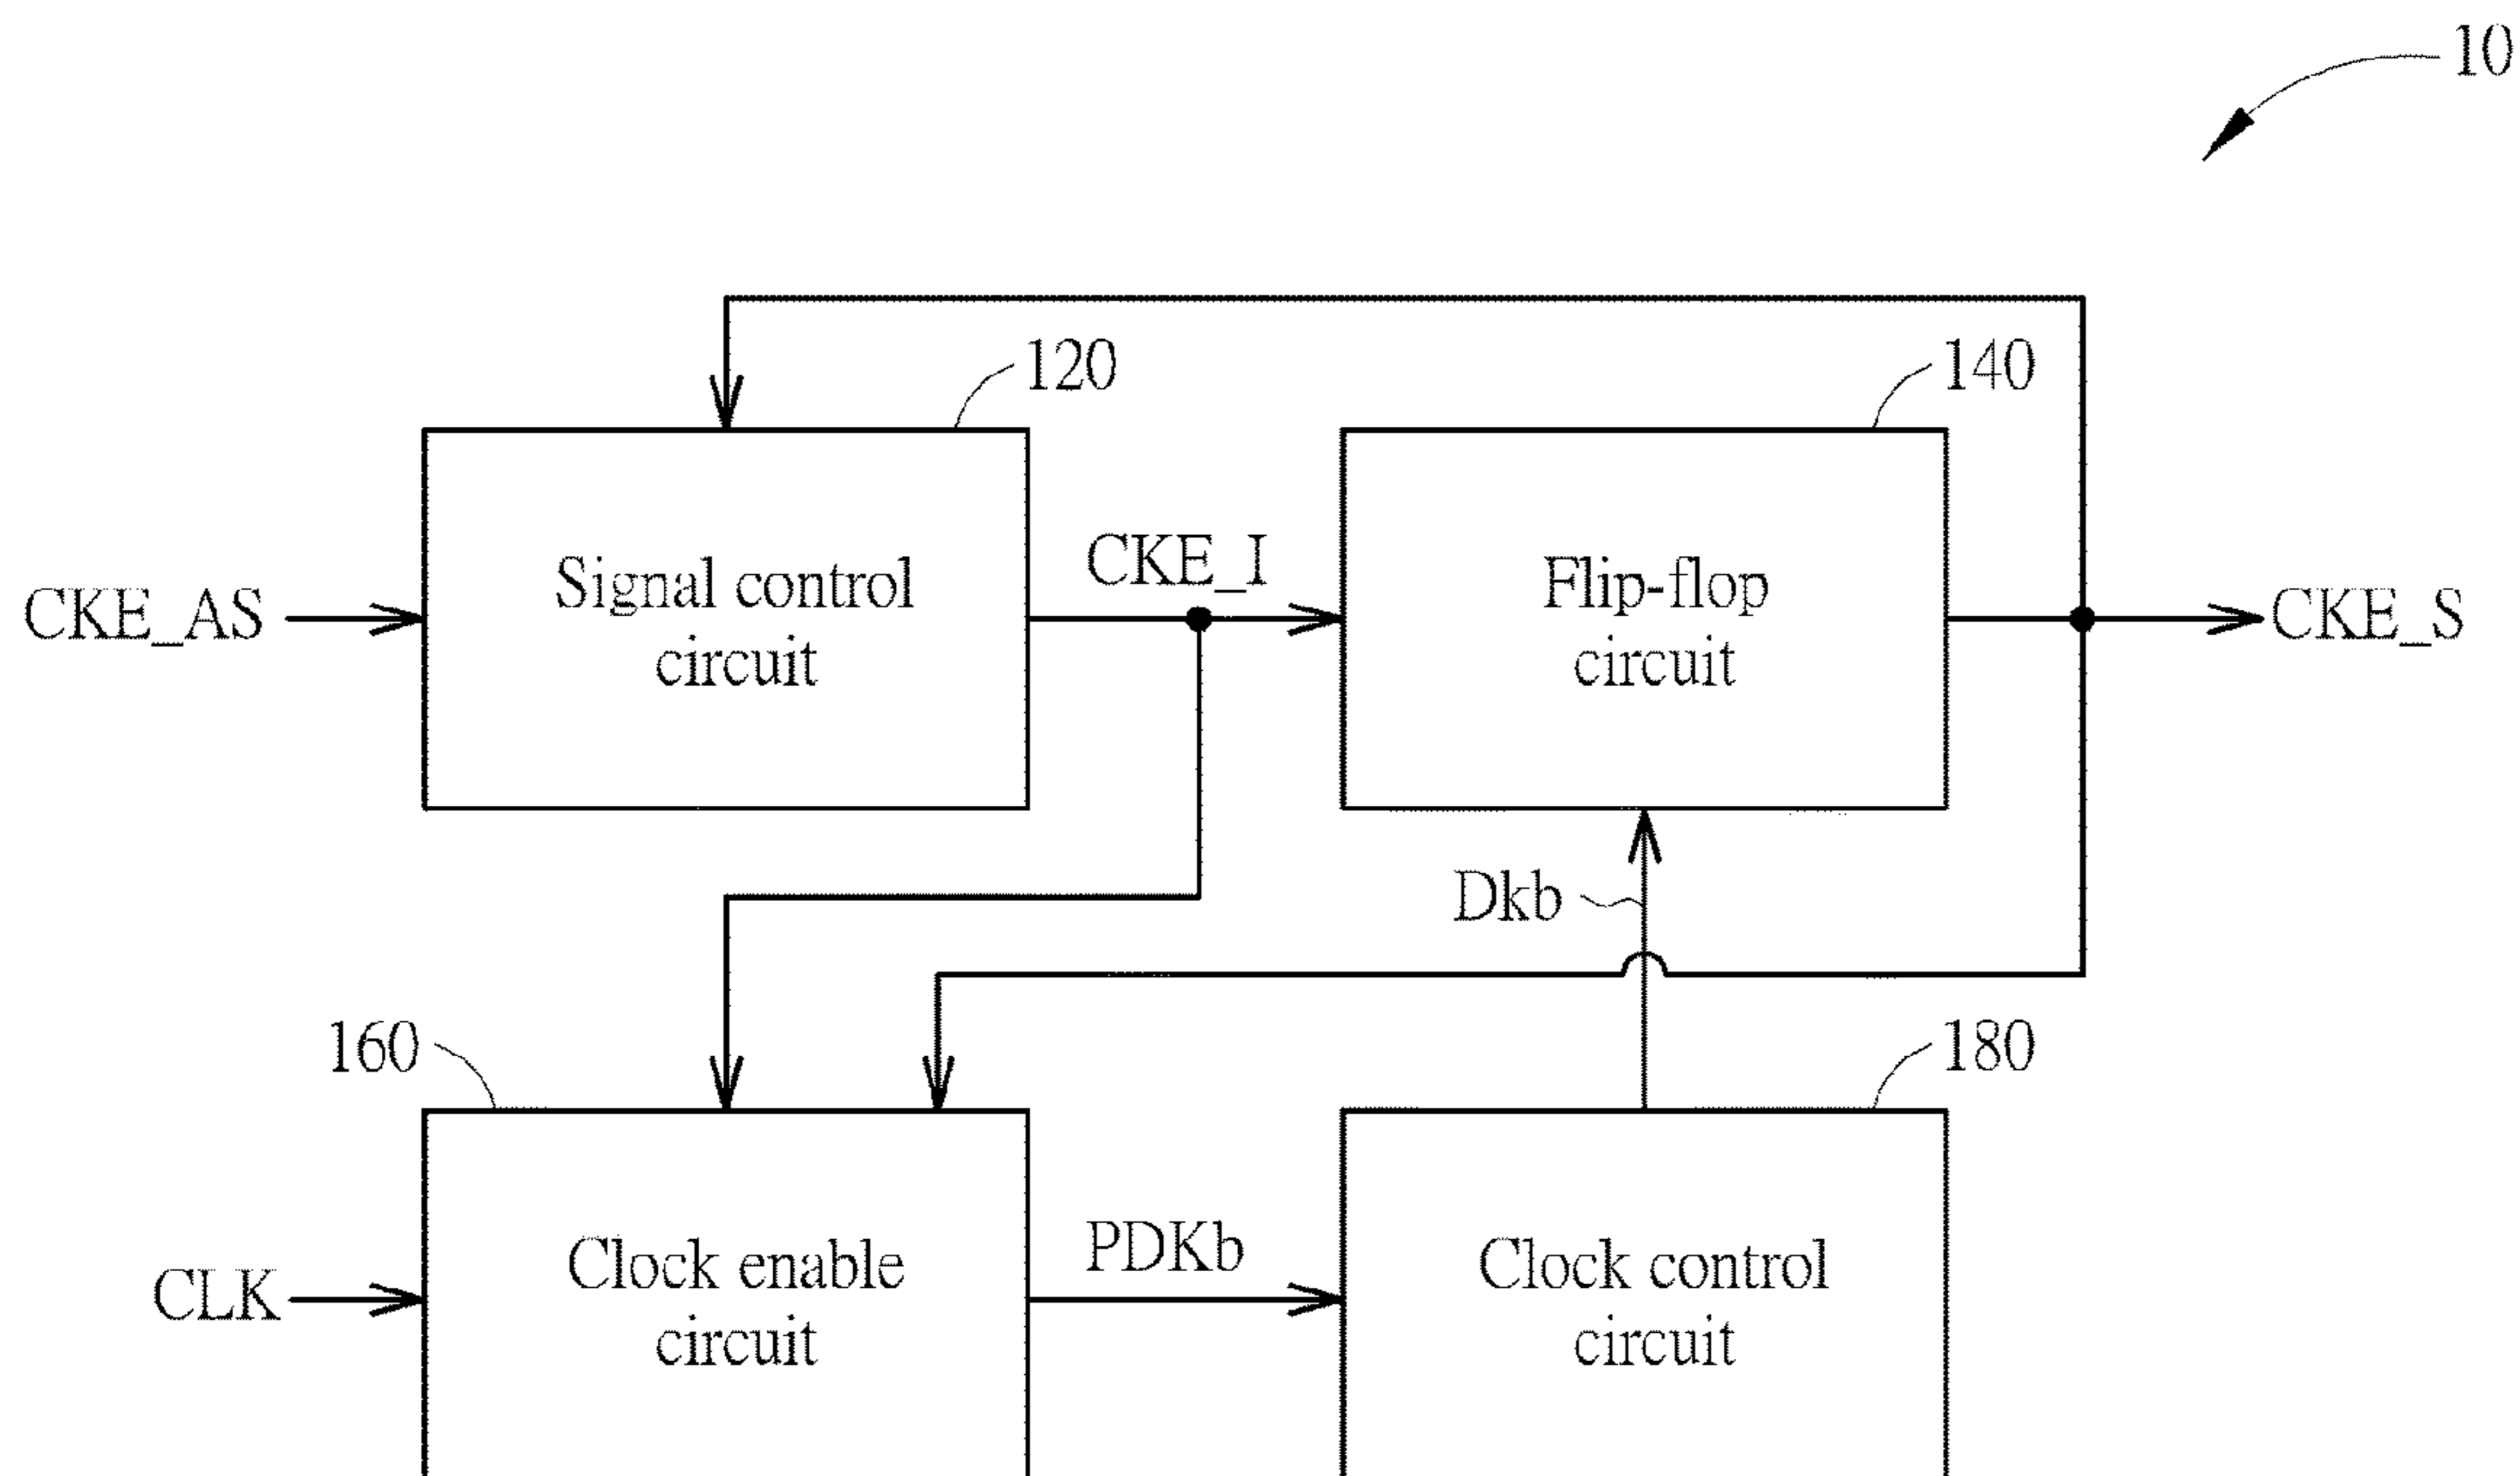 10
120
140
CKE_I
Signal control
circuit
Flip-flop
circuit
CKE_AS
CKE_S
Dkb
160
180
PDKb
Clock enable
circuit
Clock control
circuit
CLK